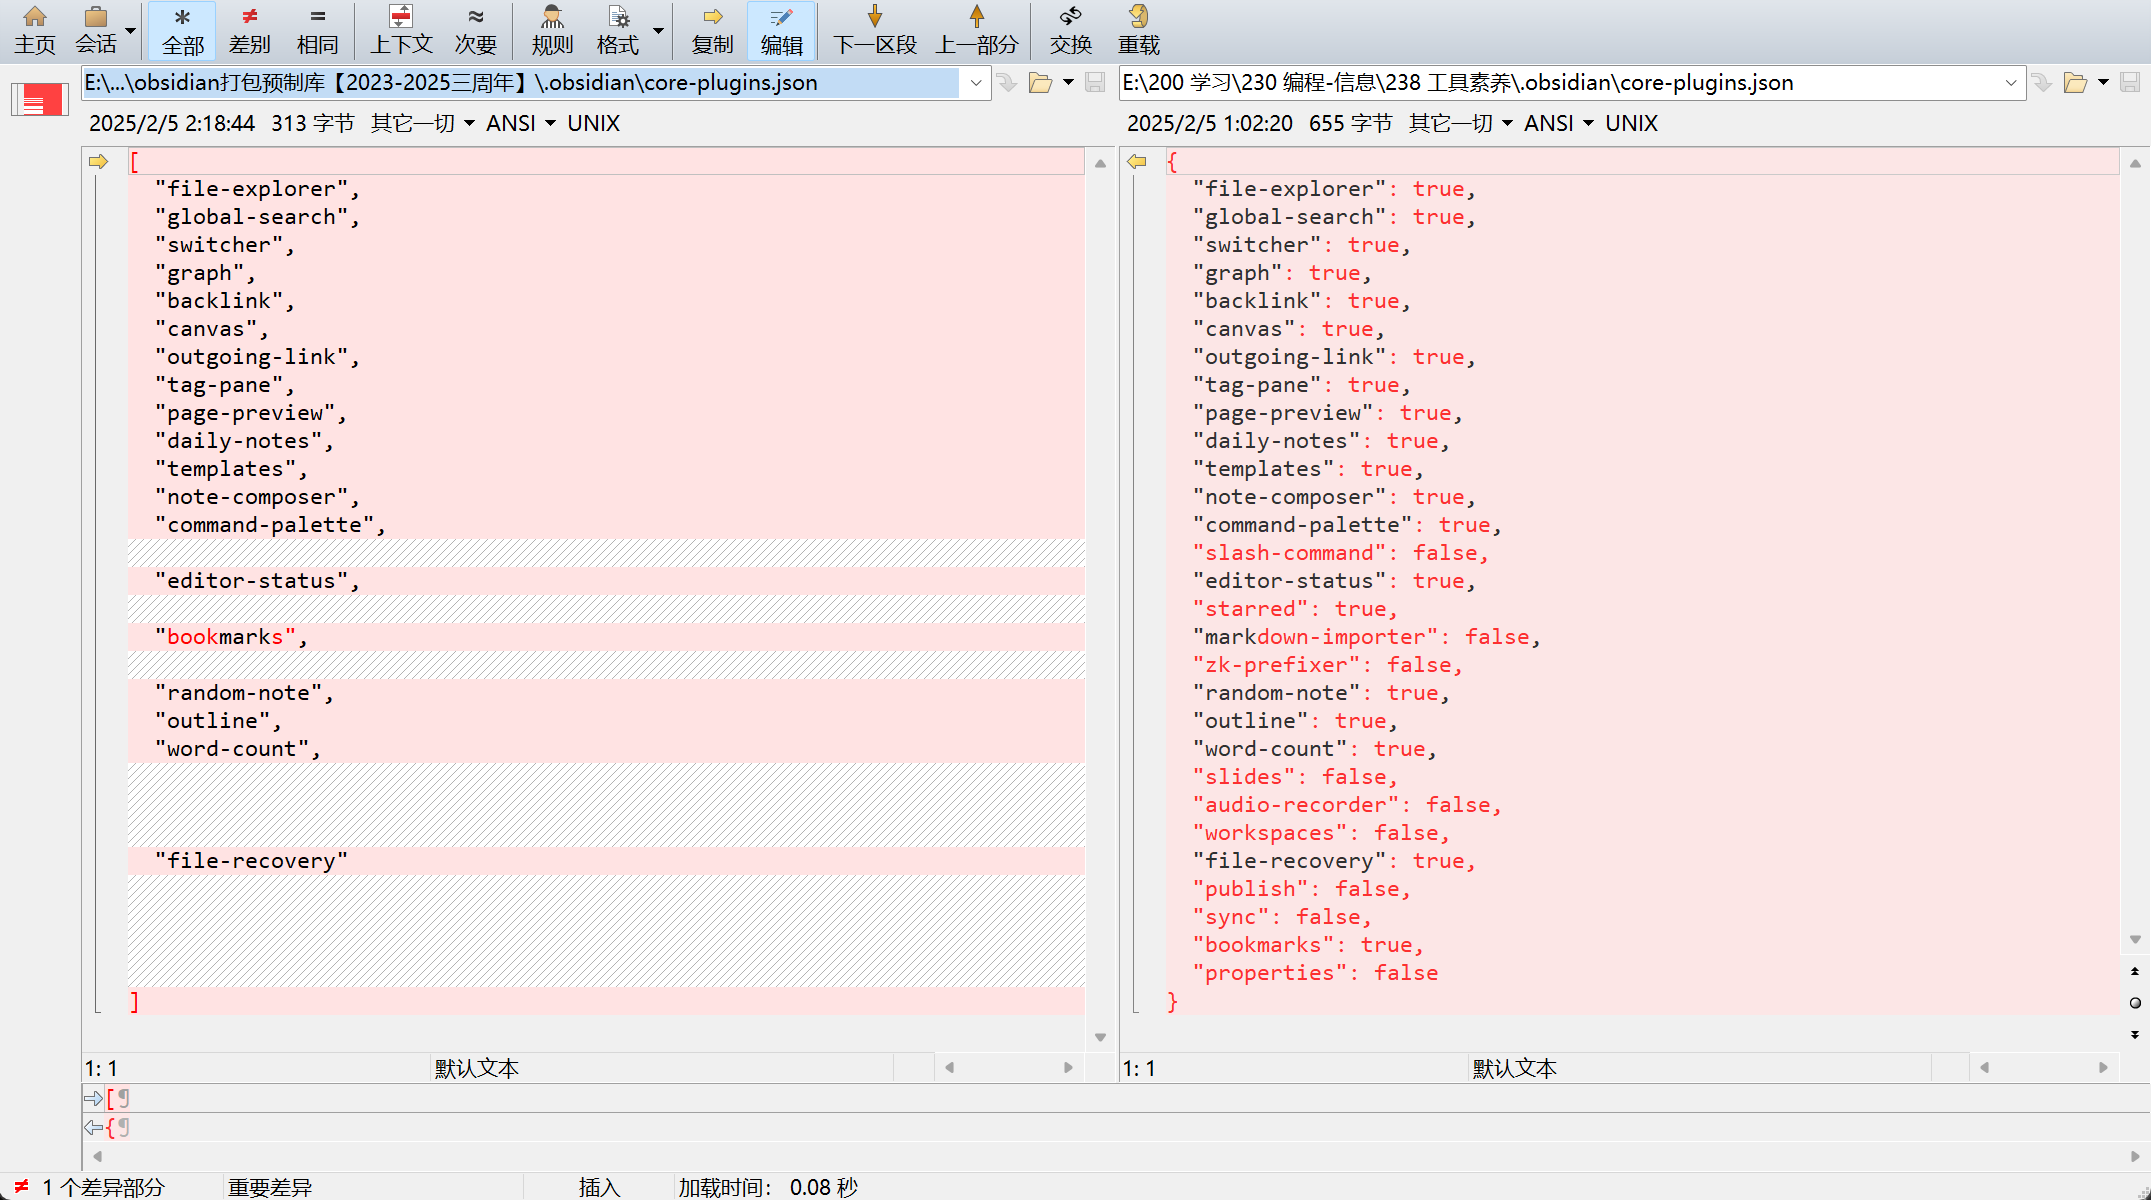 主页 会话 全部 差别 相同 上下文 次要 规则 格式 复制 编辑 下一区段 上一部分 交换 重载
E:\...\obsidian打包预制库【2023-2025三周年】\.obsidian\core-plugins.json
2025/2/5 2:18:44 313 字节 其它一切 ANSI UNIX
[
"file-explorer",
"global-search",
"switcher",
"graph",
"backlink",
"canvas",
"outgoing-link",
"tag-pane",
"page-preview",
"daily-notes",
"templates",
"note-composer",
"command-palette",
"editor-status",
"bookmarks",
"random-note",
"outline",
"word-count",
"file-recovery"
]
1: 1 默认文本
E:\200 学习\230 编程-信息\238 工具素养\.obsidian\core-plugins.json
2025/2/5 1:02:20 655 字节 其它一切 ANSI UNIX
{
"file-explorer": true,
"global-search": true,
"switcher": true,
"graph": true,
"backlink": true,
"canvas": true,
"outgoing-link": true,
"tag-pane": true,
"page-preview": true,
"daily-notes": true,
"templates": true,
"note-composer": true,
"command-palette": true,
"slash-command": false,
"editor-status": true,
"starred": true,
"markdown-importer": false,
"zk-prefixer": false,
"random-note": true,
"outline": true,
"word-count": true,
"slides": false,
"audio-recorder": false,
"workspaces": false,
"file-recovery": true,
"publish": false,
"sync": false,
"bookmarks": true,
"properties": false
}
1: 1 默认文本
[¶
{¶
≠ 1 个差异部分 重要差异 插入 加载时间： 0.08 秒